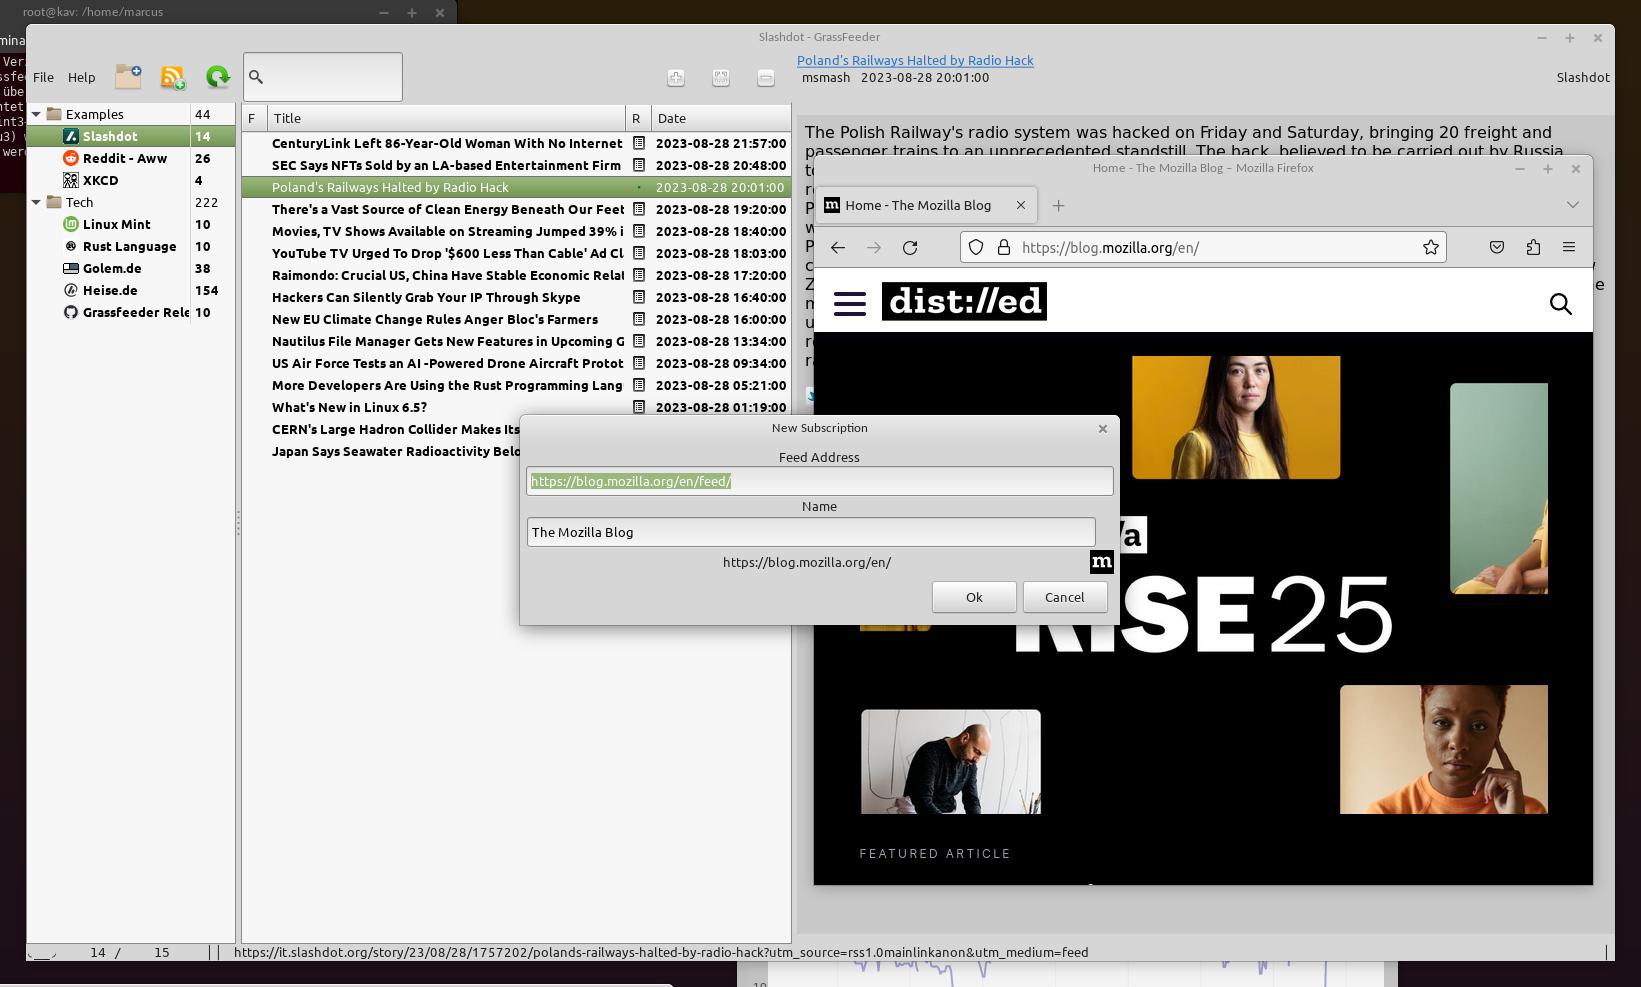 root@kav: /home/marcus
Slashdot - GrassFeeder
File Help
Poland's Railways Halted by Radio Hack
msmash 2023-08-28 20:01:00 Slashdot
Examples 44
Slashdot 14
Reddit - Aww 26
XKCD 4
Tech 222
Linux Mint 10
Rust Language 10
Golem.de 38
Heise.de 154
Grassfeeder Rele 10
F Title R Date
CenturyLink Left 86-Year-Old Woman With No Internet 2023-08-28 21:57:00
SEC Says NFTs Sold by an LA-based Entertainment Firm 2023-08-28 20:48:00
Poland's Railways Halted by Radio Hack 2023-08-28 20:01:00
There's a Vast Source of Clean Energy Beneath Our Feet 2023-08-28 19:20:00
Movies, TV Shows Available on Streaming Jumped 39% i 2023-08-28 18:40:00
YouTube TV Urged To Drop '$600 Less Than Cable' Ad Cl 2023-08-28 18:03:00
Raimondo: Crucial US, China Have Stable Economic Relat 2023-08-28 17:20:00
Hackers Can Silently Grab Your IP Through Skype 2023-08-28 16:40:00
New EU Climate Change Rules Anger Bloc's Farmers 2023-08-28 16:00:00
Nautilus File Manager Gets New Features in Upcoming G 2023-08-28 13:34:00
US Air Force Tests an AI-Powered Drone Aircraft Protot 2023-08-28 09:34:00
More Developers Are Using the Rust Programming Lang 2023-08-28 05:21:00
What's New in Linux 6.5? 2023-08-28 01:19:00
CERN's Large Hadron Collider Makes Its
Japan Says Seawater Radioactivity Belo
The Polish Railway's radio system was hacked on Friday and Saturday, bringing 20 freight and
passenger trains to an unprecedented standstill. The hack, believed to be carried out by Russia
Home - The Mozilla Blog – Mozilla Firefox
Home - The Mozilla Blog
https://blog.mozilla.org/en/
dist://ed
New Subscription
Feed Address
https://blog.mozilla.org/en/feed/
Name
The Mozilla Blog
https://blog.mozilla.org/en/
m
Ok Cancel
RISE25
FEATURED ARTICLE
14 / 15 https://it.slashdot.org/story/23/08/28/1757202/polands-railways-halted-by-radio-hack?utm_source=rss1.0mainlinkanon&utm_medium=feed